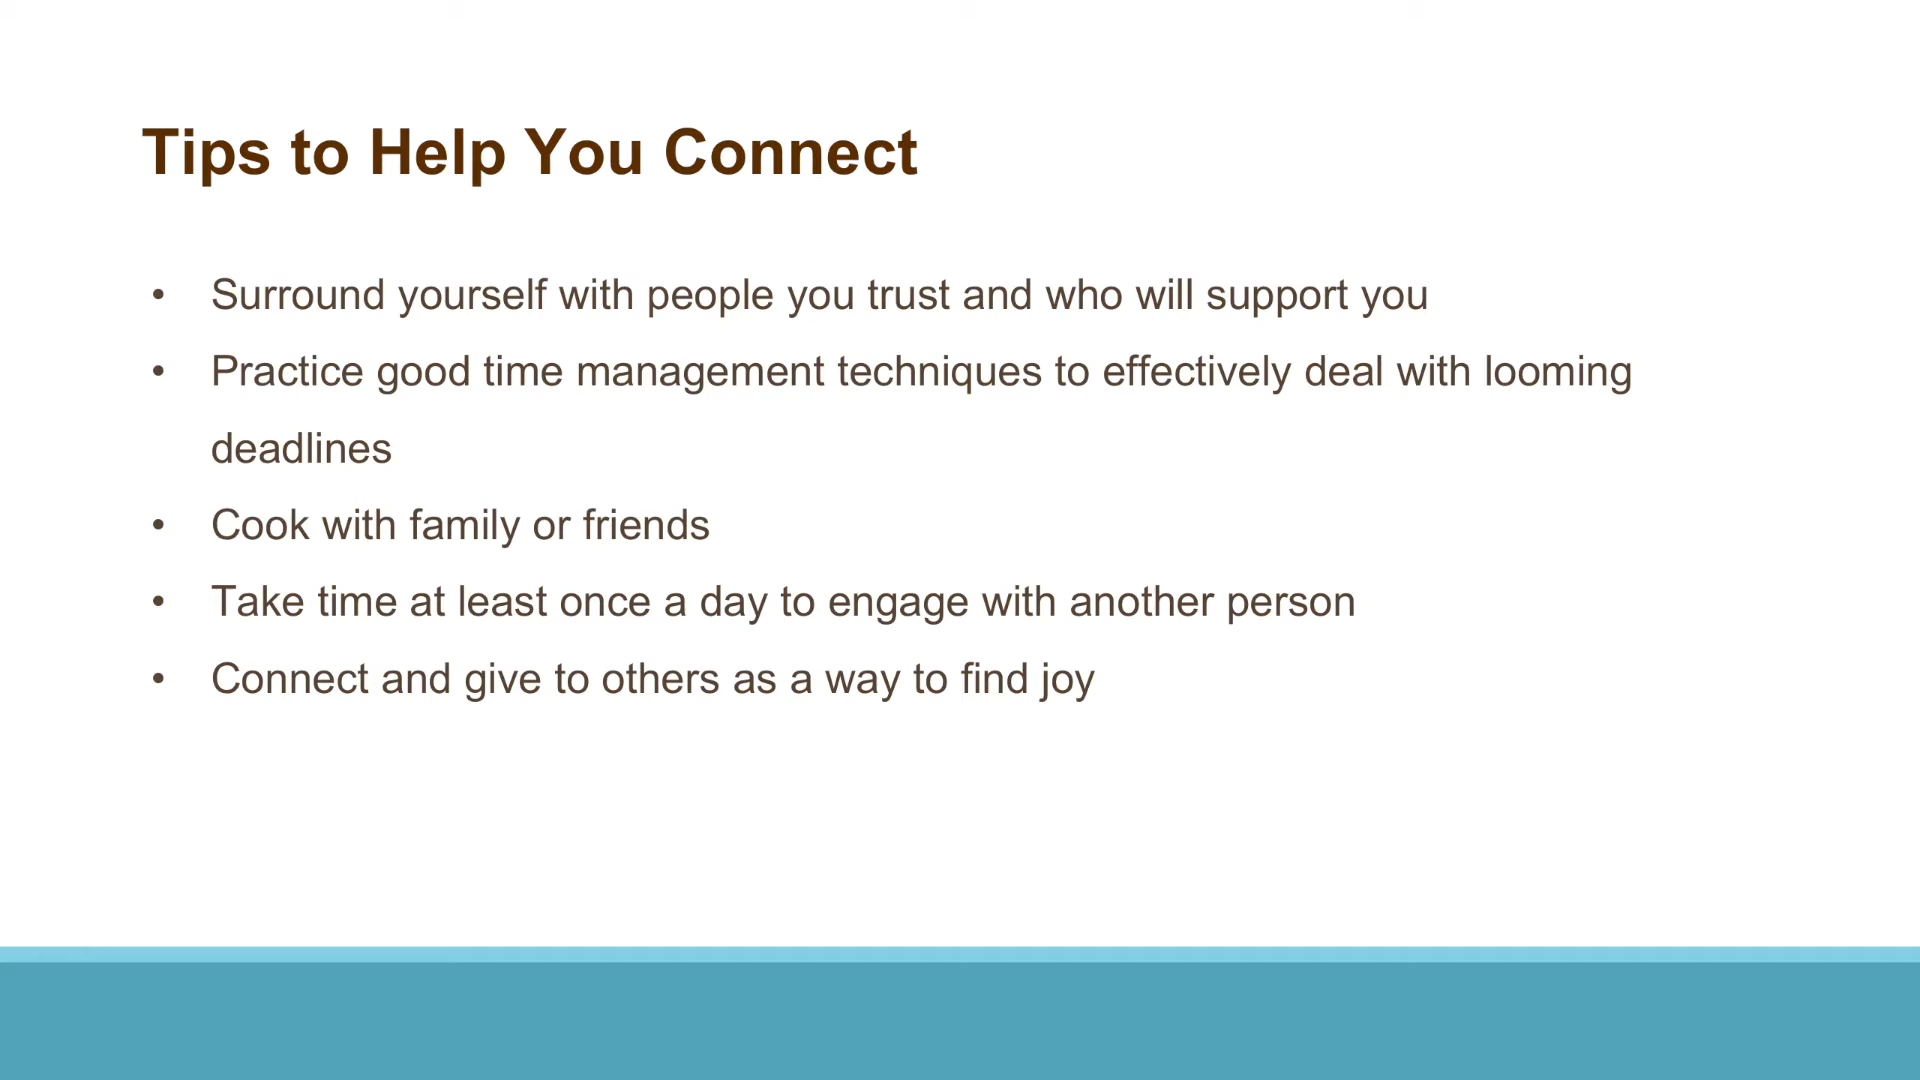 Tips to Help You Connect
• Surround yourself with people you trust and who will support you
• Practice good time management techniques to effectively deal with looming
deadlines
• Cook with family or friends
• Take time at least once a day to engage with another person
• Connect and give to others as a way to find joy